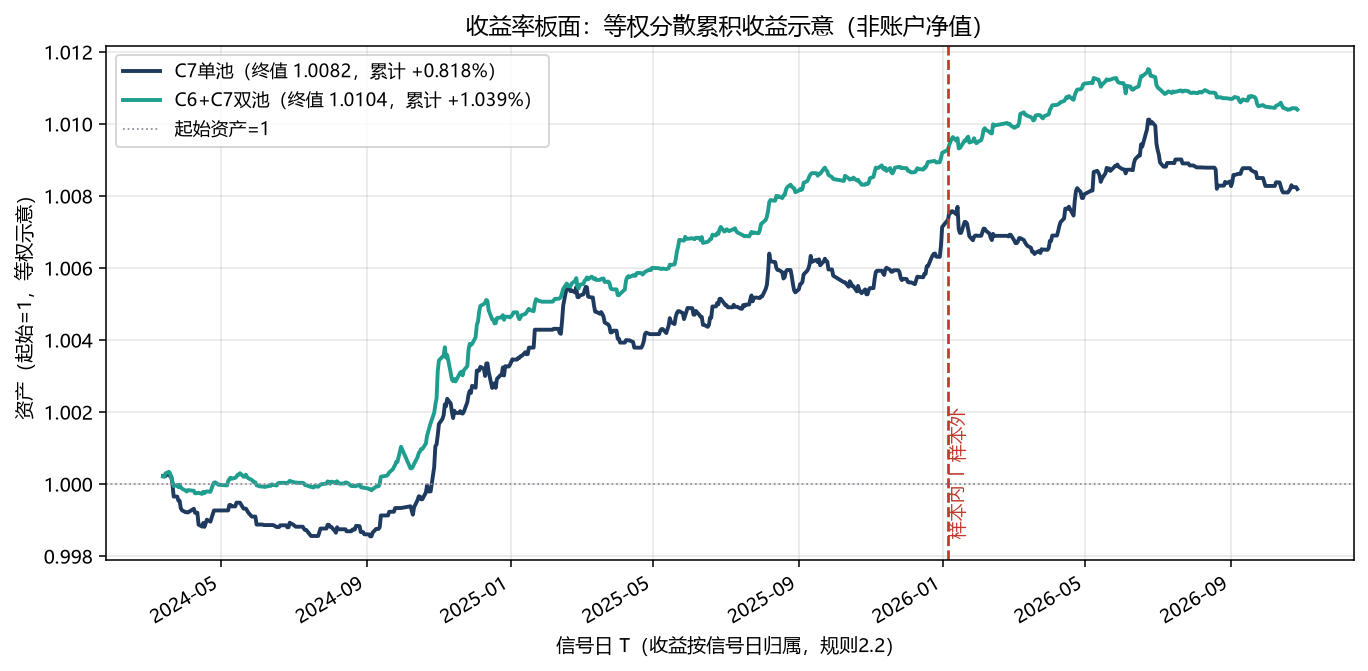 收益率板面：等权分散累积收益示意（非账户净值）
C7单池（终值 1.0082，累计 +0.818%）
C6+C7双池（终值 1.0104，累计 +1.039%）
起始资产=1
资产（起始=1，等权示意）
1.012
1.010
1.008
1.006
1.004
1.002
1.000
0.998
样本内 | 样本外
2024-05
2024-09
2025-01
2025-05
2025-09
2026-01
2026-05
2026-09
信号日 T（收益按信号日归属，规则2.2）